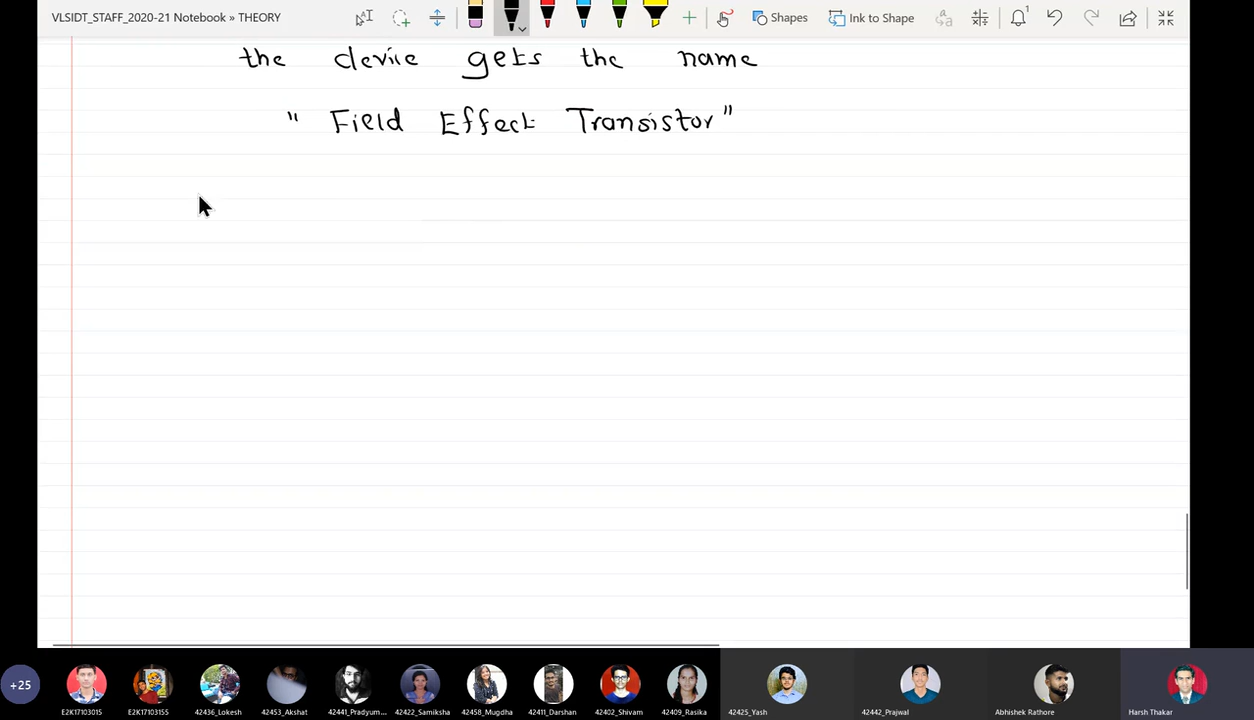 VLSIDT_STAFF_2020-21 Notebook » THEORY
Shapes
Ink to Shape
the device gets the name
" Field Effect Transistor"
+25
E2K17103015
E2K17103155
42436_Lokesh
42453_Akshat
42441_Pradyum...
42422_Samiksha
42458_Mugdha
42411_Darshan
42402_Shivam
42409_Rasika
42425_Yash
42442_Prajwal
Abhishek Rathore
Harsh Thakar